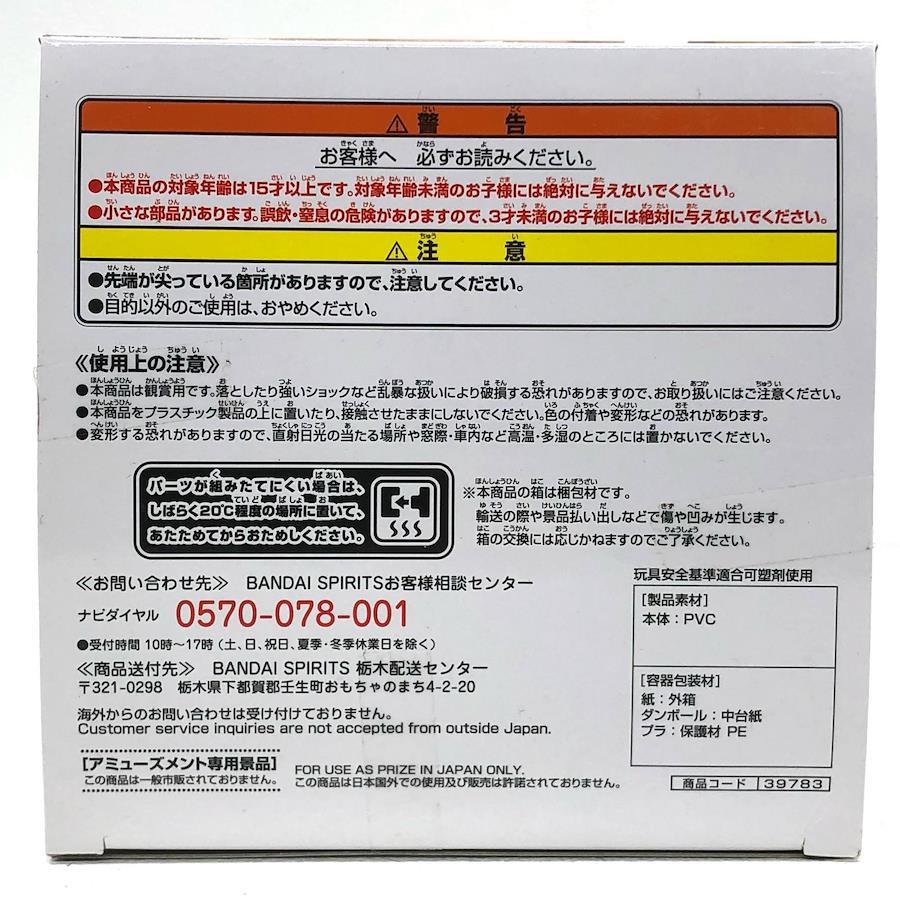 ⚠警告
お客様へ 必ずお読みください。
●本商品の対象年齢は15才以上です。対象年齢未満のお子様には絶対に与えないでください。
●小さな部品があります。誤飲・窒息の危険がありますので、3才未満のお子様には絶対に与えないでください。
⚠注意
●先端が尖っている箇所がありますので、注意してください。
●目的以外のご使用は、おやめください。
≪使用上の注意≫
●本商品は観賞用です。落としたり強いショックなど乱暴な扱いにより破損する恐れがありますので、お取り扱いにはご注意ください。
●本商品をプラスチック製品の上に置いたり、接触させたままにしないでください。色の付着や変形などの恐れがあります。
●変形する恐れがありますので、直射日光の当たる場所や窓際・車内など高温・多湿のところには置かないでください。
パーツが組みたてにくい場合は、
しばらく20℃程度の場所に置いて、
あたためてからおためしください。
※本商品の箱は梱包材です。
輸送の際や景品払い出しなどで傷や凹みが生じます。
箱の交換には応じかねますのでご了承ください。
≪お問い合わせ先≫ BANDAI SPIRITSお客様相談センター
ナビダイヤル 0570-078-001
●受付時間 10時〜17時（土、日、祝日、夏季・冬季休業日を除く）
≪商品送付先≫ BANDAI SPIRITS 栃木配送センター
〒321-0298 栃木県下都賀郡壬生町おもちゃのまち4-2-20
海外からのお問い合わせは受け付けておりません。
Customer service inquiries are not accepted from outside Japan.
[アミューズメント専用景品]
この商品は一般市販されておりません。
FOR USE AS PRIZE IN JAPAN ONLY.
この商品は日本国外での使用及び販売は許諾されておりません。
玩具安全基準適合可塑剤使用
[製品素材]
本体：PVC
[容器包装材]
紙：外箱
ダンボール：中台紙
プラ：保護材 PE
商品コード 39783